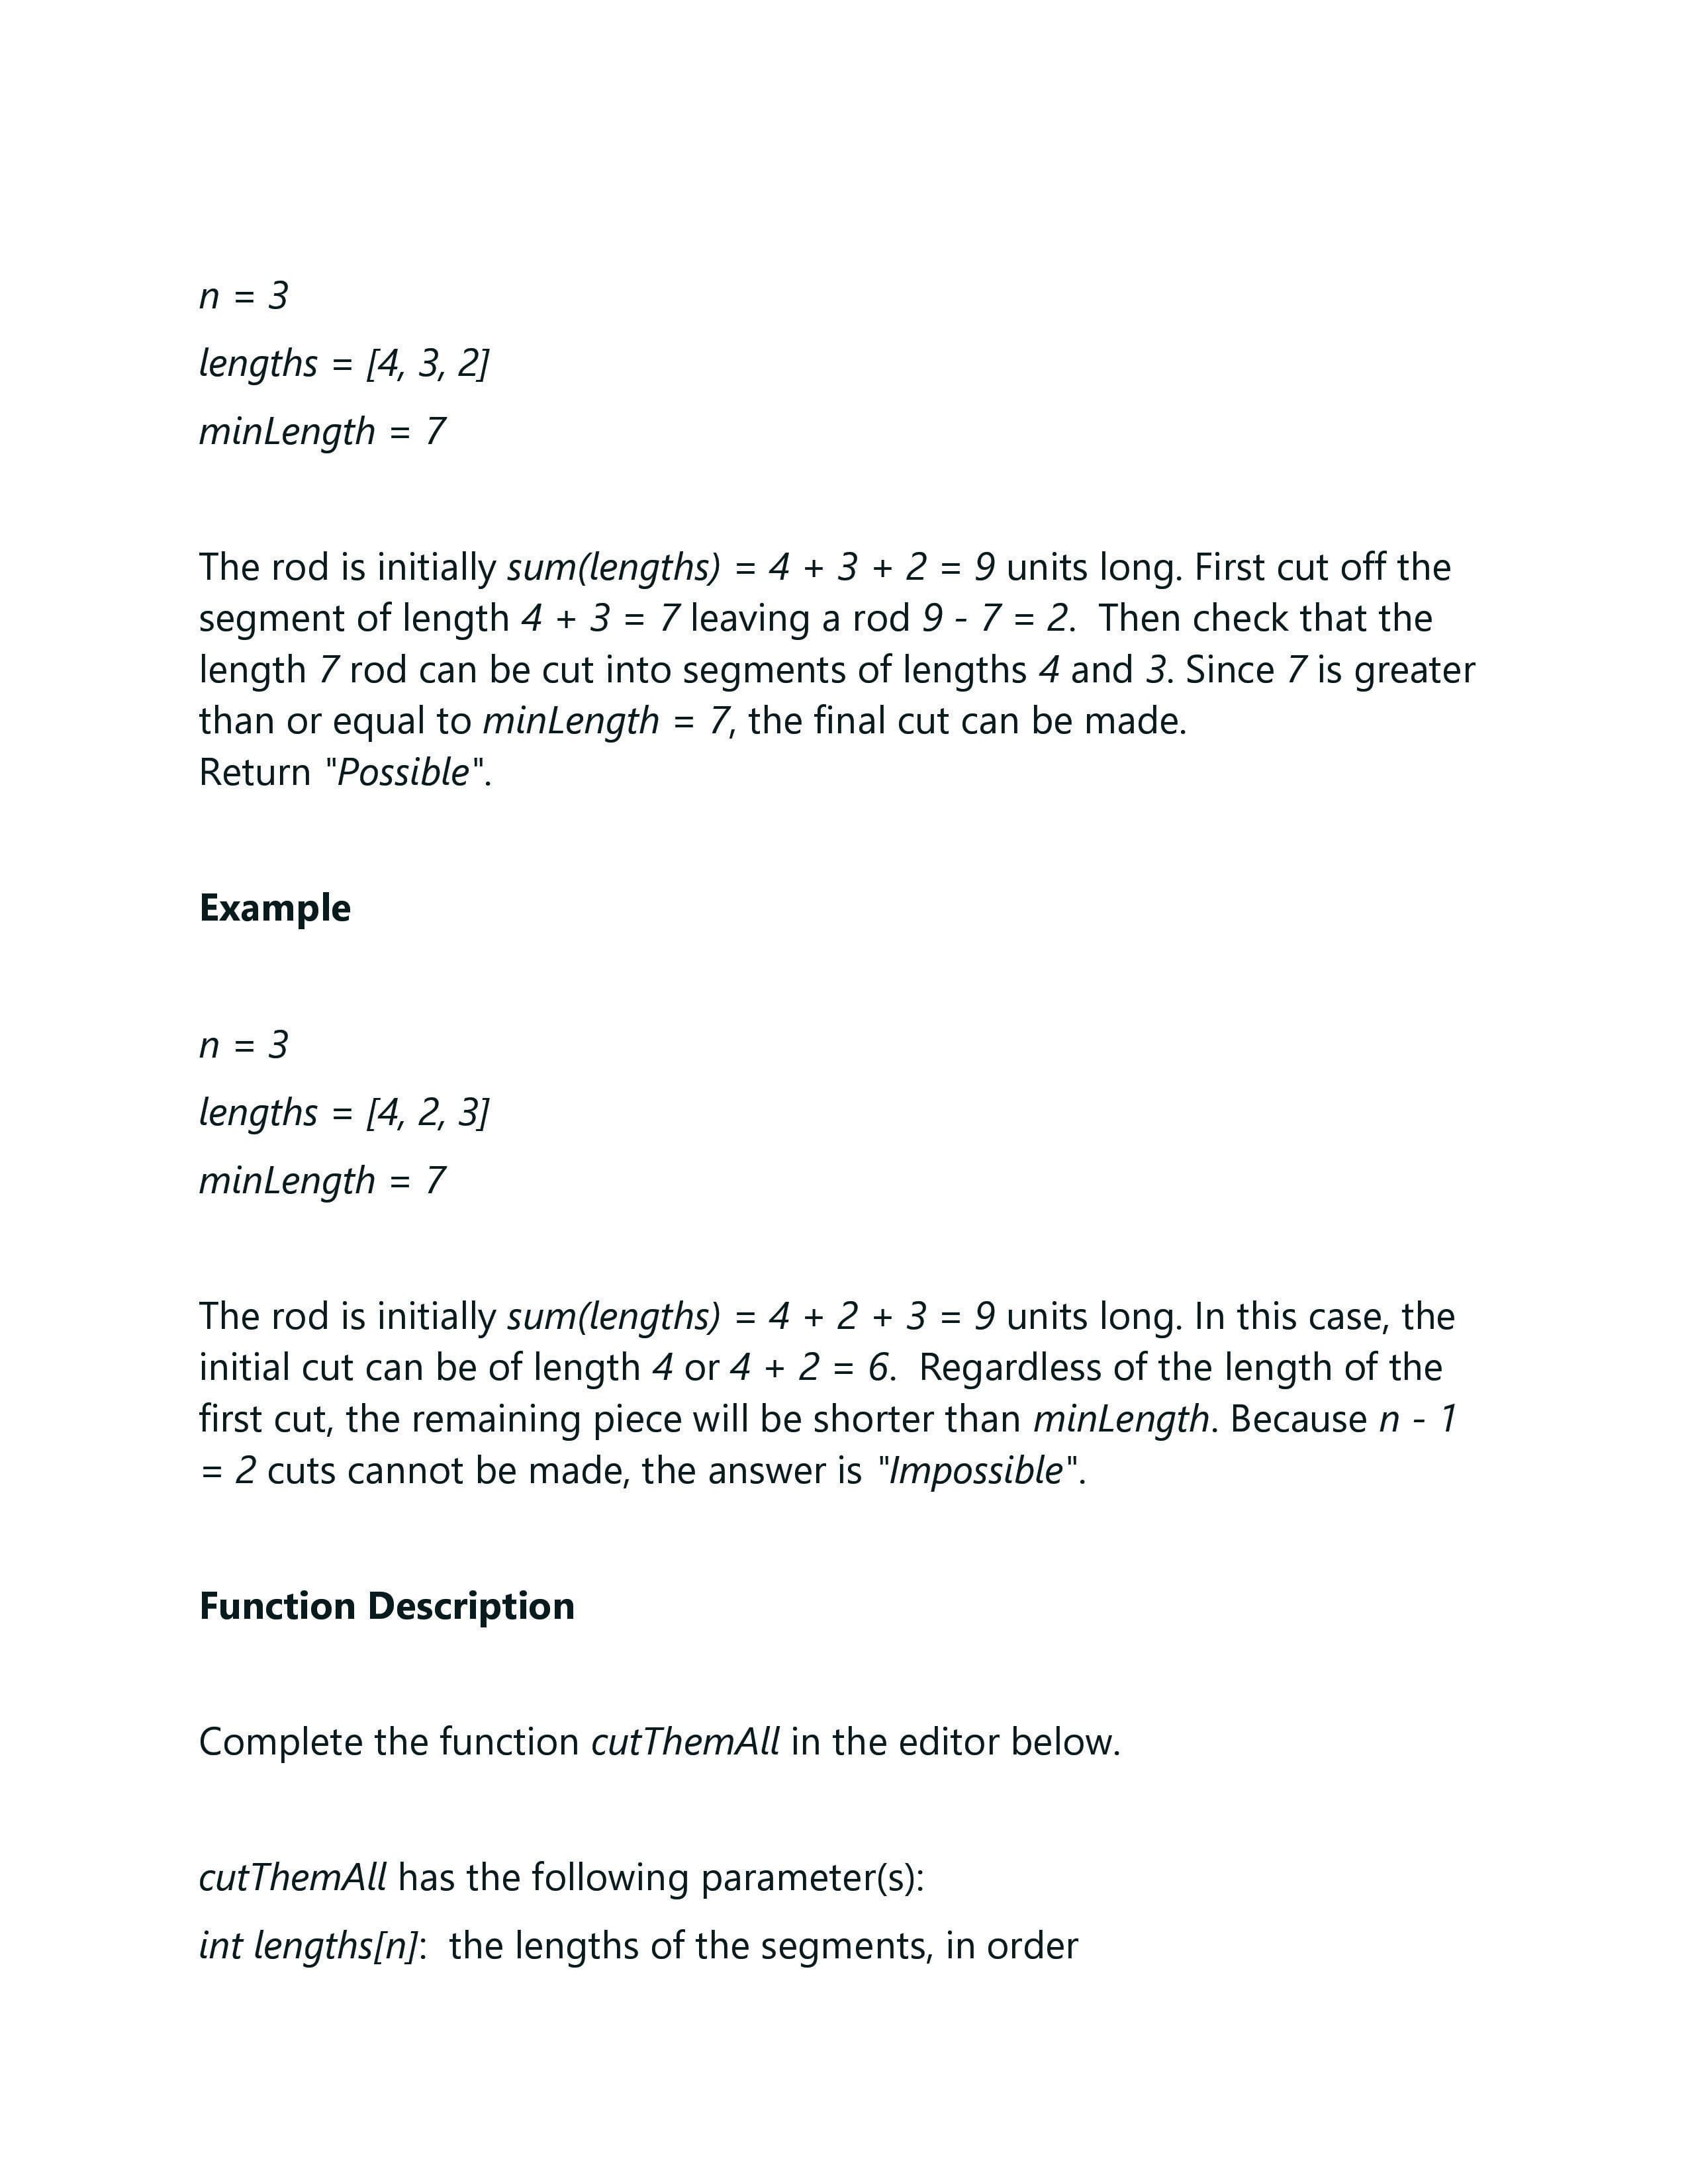 n = 3
lengths = [4, 3, 2]
minLength = 7
The rod is initially sum(lengths) = 4 + 3 + 2 = 9 units long. First cut off the
segment of length 4 + 3 = 7 leaving a rod 9 - 7 = 2.  Then check that the
length 7 rod can be cut into segments of lengths 4 and 3. Since 7 is greater
than or equal to minLength = 7, the final cut can be made.
Return "Possible".
Example
n = 3
lengths = [4, 2, 3]
minLength = 7
The rod is initially sum(lengths) = 4 + 2 + 3 = 9 units long. In this case, the
initial cut can be of length 4 or 4 + 2 = 6.  Regardless of the length of the
first cut, the remaining piece will be shorter than minLength. Because n - 1
= 2 cuts cannot be made, the answer is "Impossible".
Function Description
Complete the function cutThemAll in the editor below.
cutThemAll has the following parameter(s):
int lengths[n]:  the lengths of the segments, in order